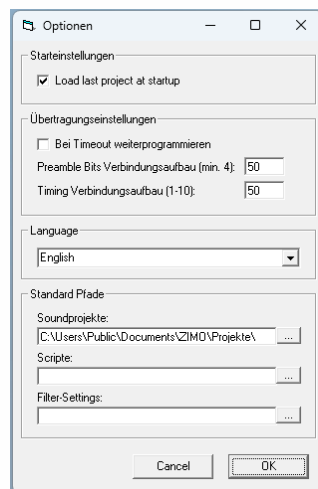 Optionen
Starteinstellungen
Load last project at startup
Übertragungseinstellungen
Bei Timeout weiterprogrammieren
Preamble Bits Verbindungsaufbau (min. 4): 50
Timing Verbindungsaufbau (1-10): 50
Language
English
Standard Pfade
Soundprojekte:
C:\Users\Public\Documents\ZIMO\Projekte\ ...
Scripte:
...
Filter-Settings:
...
Cancel OK